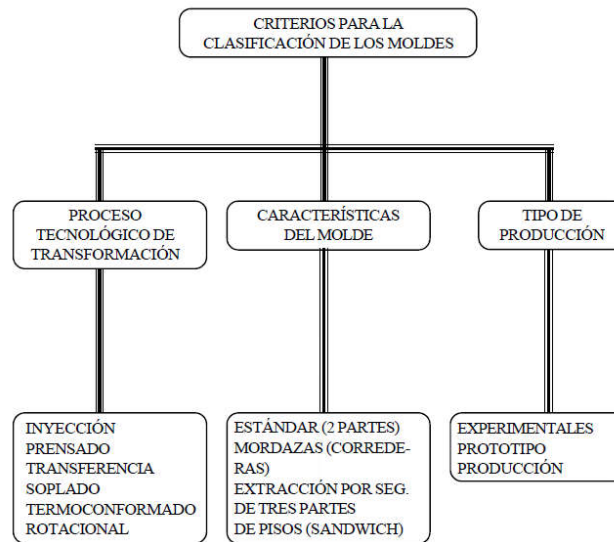 CRITERIOS PARA LA
CLASIFICACIÓN DE LOS MOLDES
PROCESO
TECNOLÓGICO DE
TRANSFORMACIÓN
CARACTERÍSTICAS
DEL MOLDE
TIPO DE
PRODUCCIÓN
INYECCIÓN
PRENSADO
TRANSFERENCIA
SOPLADO
TERMOCONFORMADO
ROTACIONAL
ESTÁNDAR (2 PARTES)
MORDAZAS (CORREDE-
RAS)
EXTRACCIÓN POR SEG.
DE TRES PARTES
DE PISOS (SANDWICH)
EXPERIMENTALES
PROTOTIPO
PRODUCCIÓN